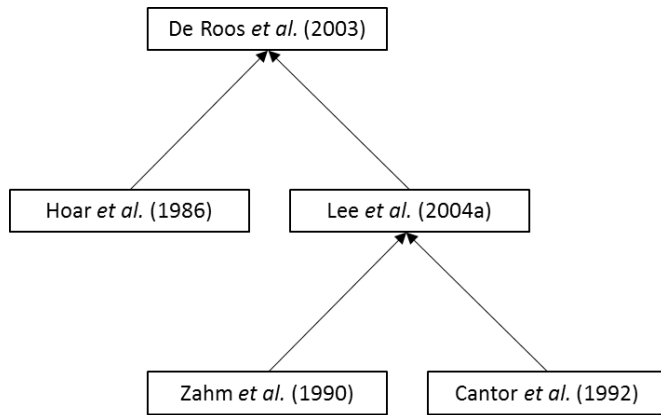 De Roos et al. (2003)
Hoar et al. (1986)
Lee et al. (2004a)
Zahm et al. (1990)
Cantor et al. (1992)